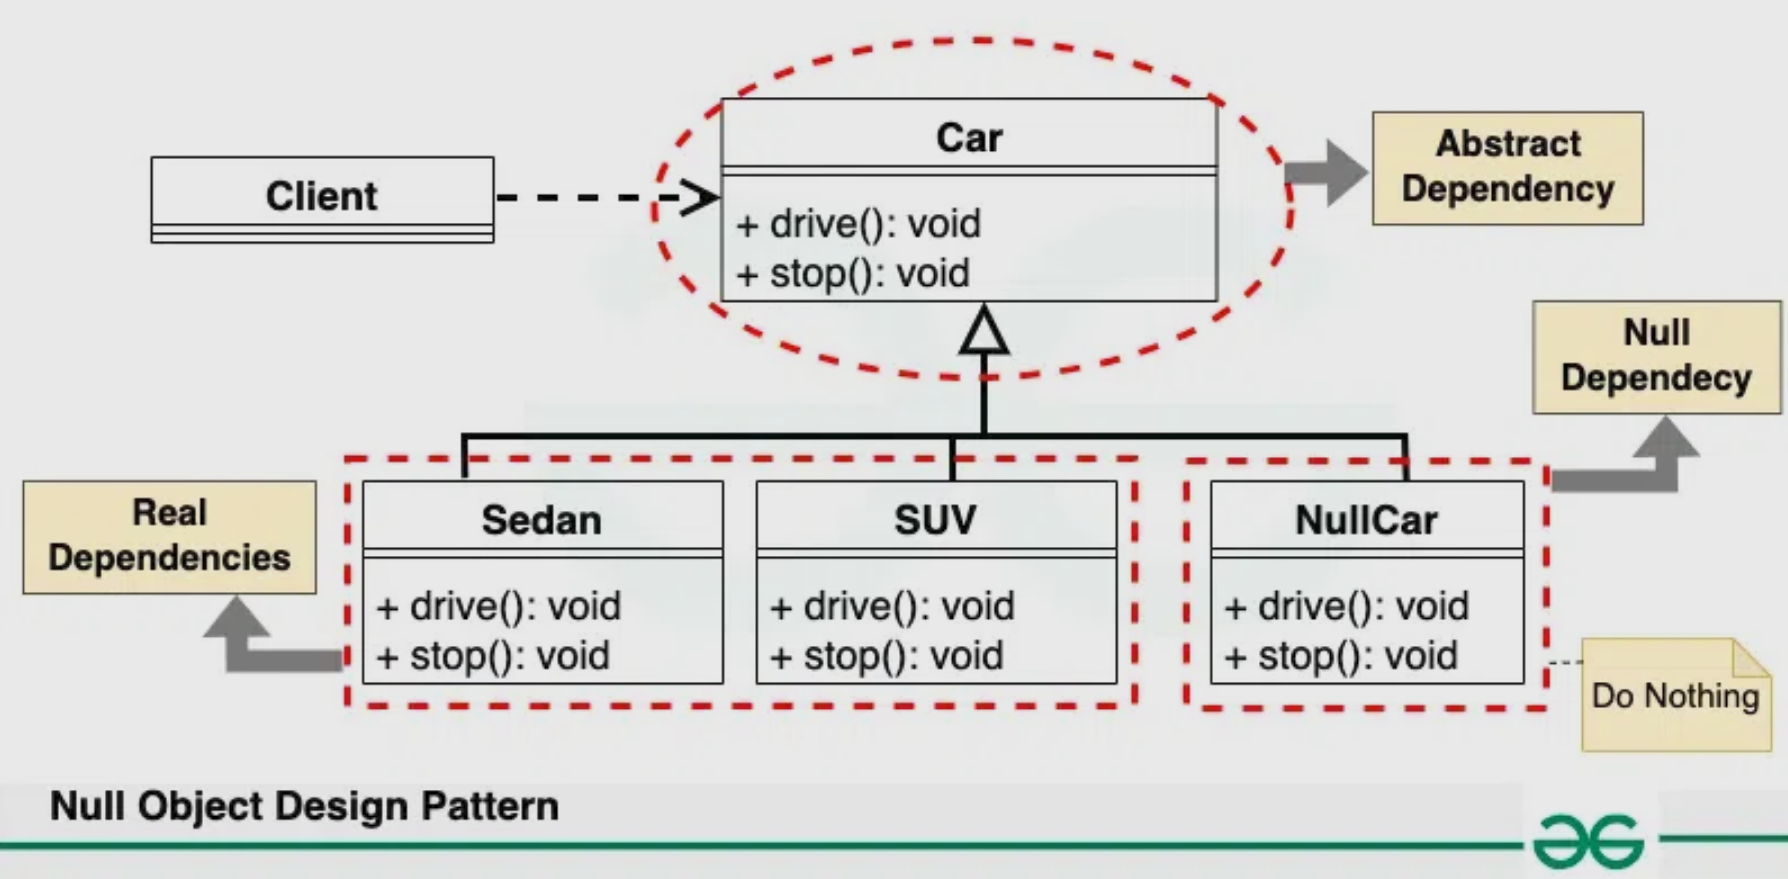 Car
Client
+ drive(): void
+ stop(): void
Abstract
Dependency
Null
Dependecy
Real
Dependencies
Sedan
+ drive(): void
+ stop(): void
SUV
+ drive(): void
+ stop(): void
NullCar
+ drive(): void
+ stop(): void
Do Nothing
Null Object Design Pattern